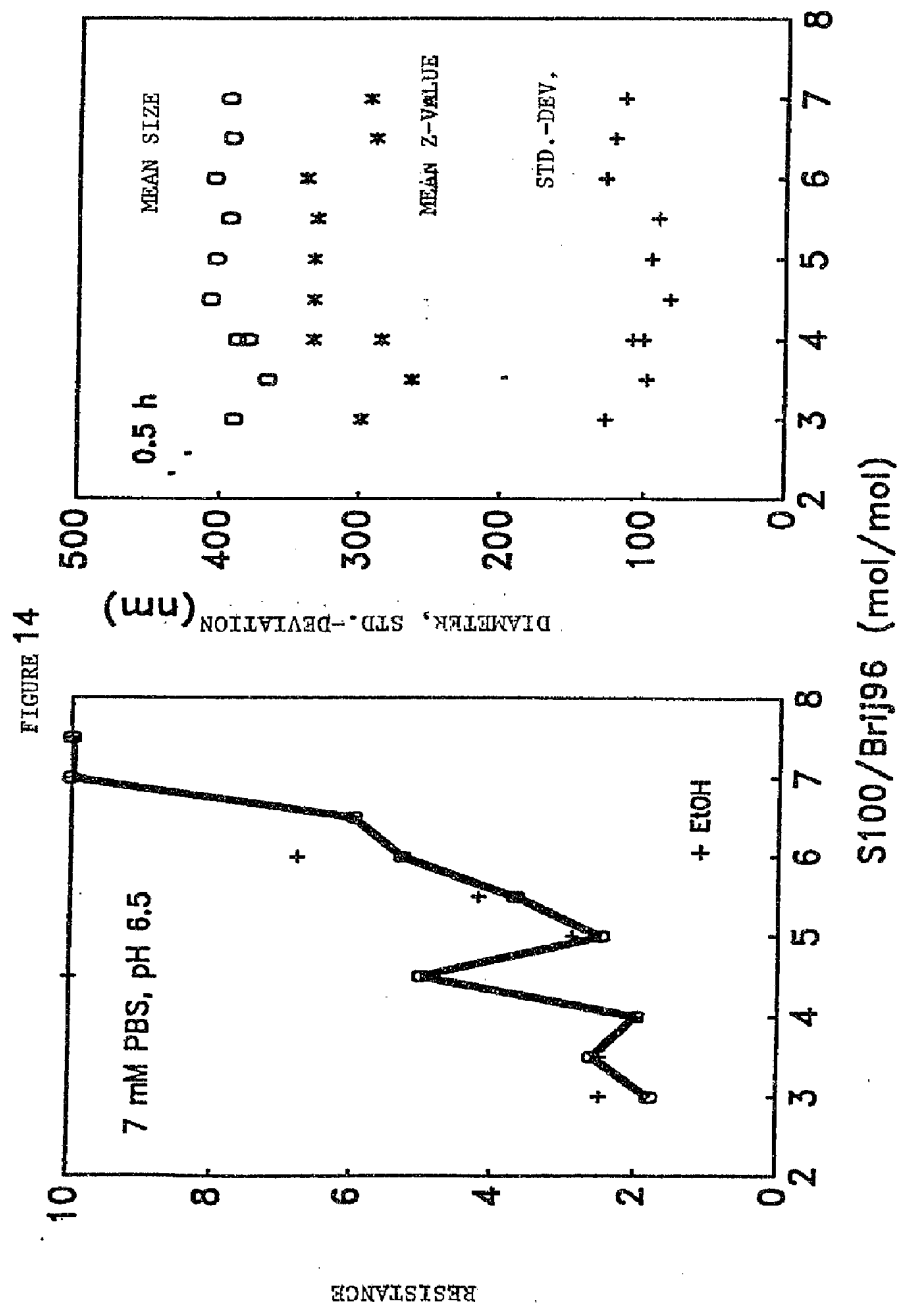 FIGURE 14
RESISTANCE
10
8
6
4
2
0
7 mM PBS, pH 6.5
+ EtOH
2 3 4 5 6 7 8
DIAMETER, STD.-DEVIATION (nm)
500
400
300
200
100
0
0.5 h
MEAN SIZE
MEAN Z-VALUE
STD.-DEV,
2 3 4 5 6 7 8
S100/Brij96 (mol/mol)